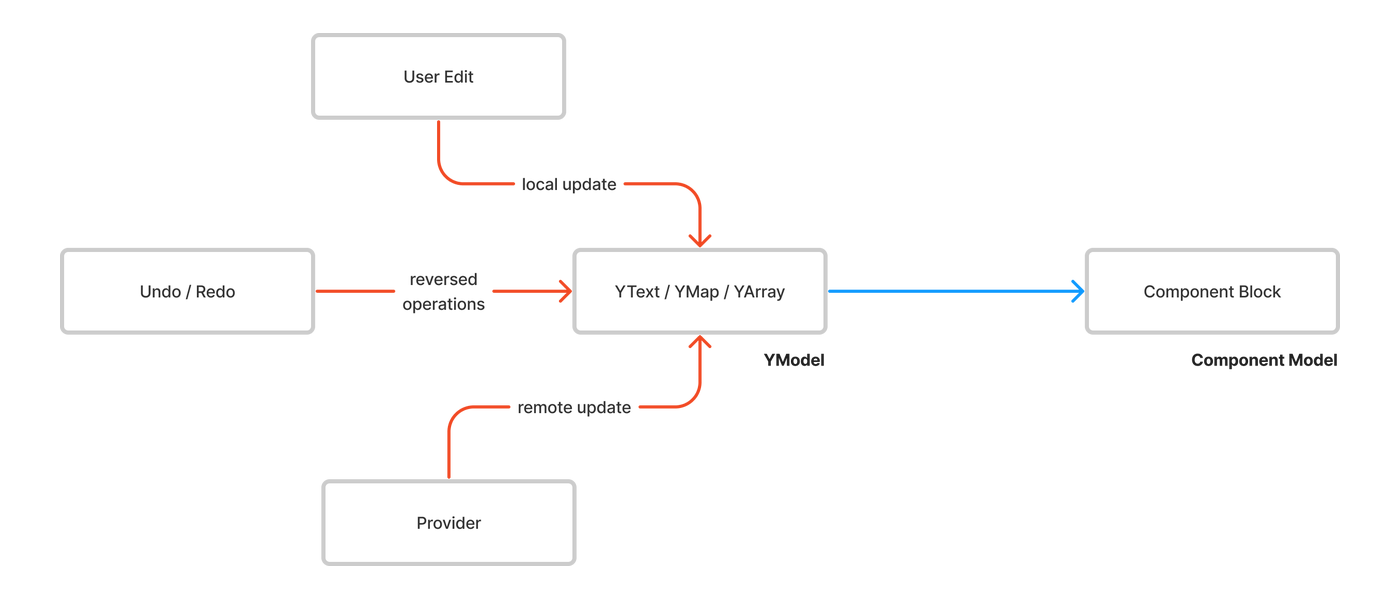 User Edit
local update
Undo / Redo
reversed
operations
YText / YMap / YArray
Component Block
YModel
Component Model
remote update
Provider